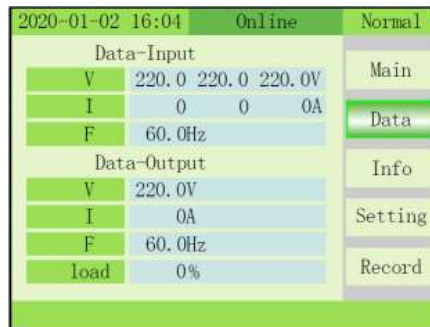 2020-01-02 16:04 Online Normal
Data-Input
V 220.0 220.0 220.0V
I 0 0 0A
F 60.0Hz
Data-Output
V 220.0V
I 0A
F 60.0Hz
load 0%
Main
Data
Info
Setting
Record